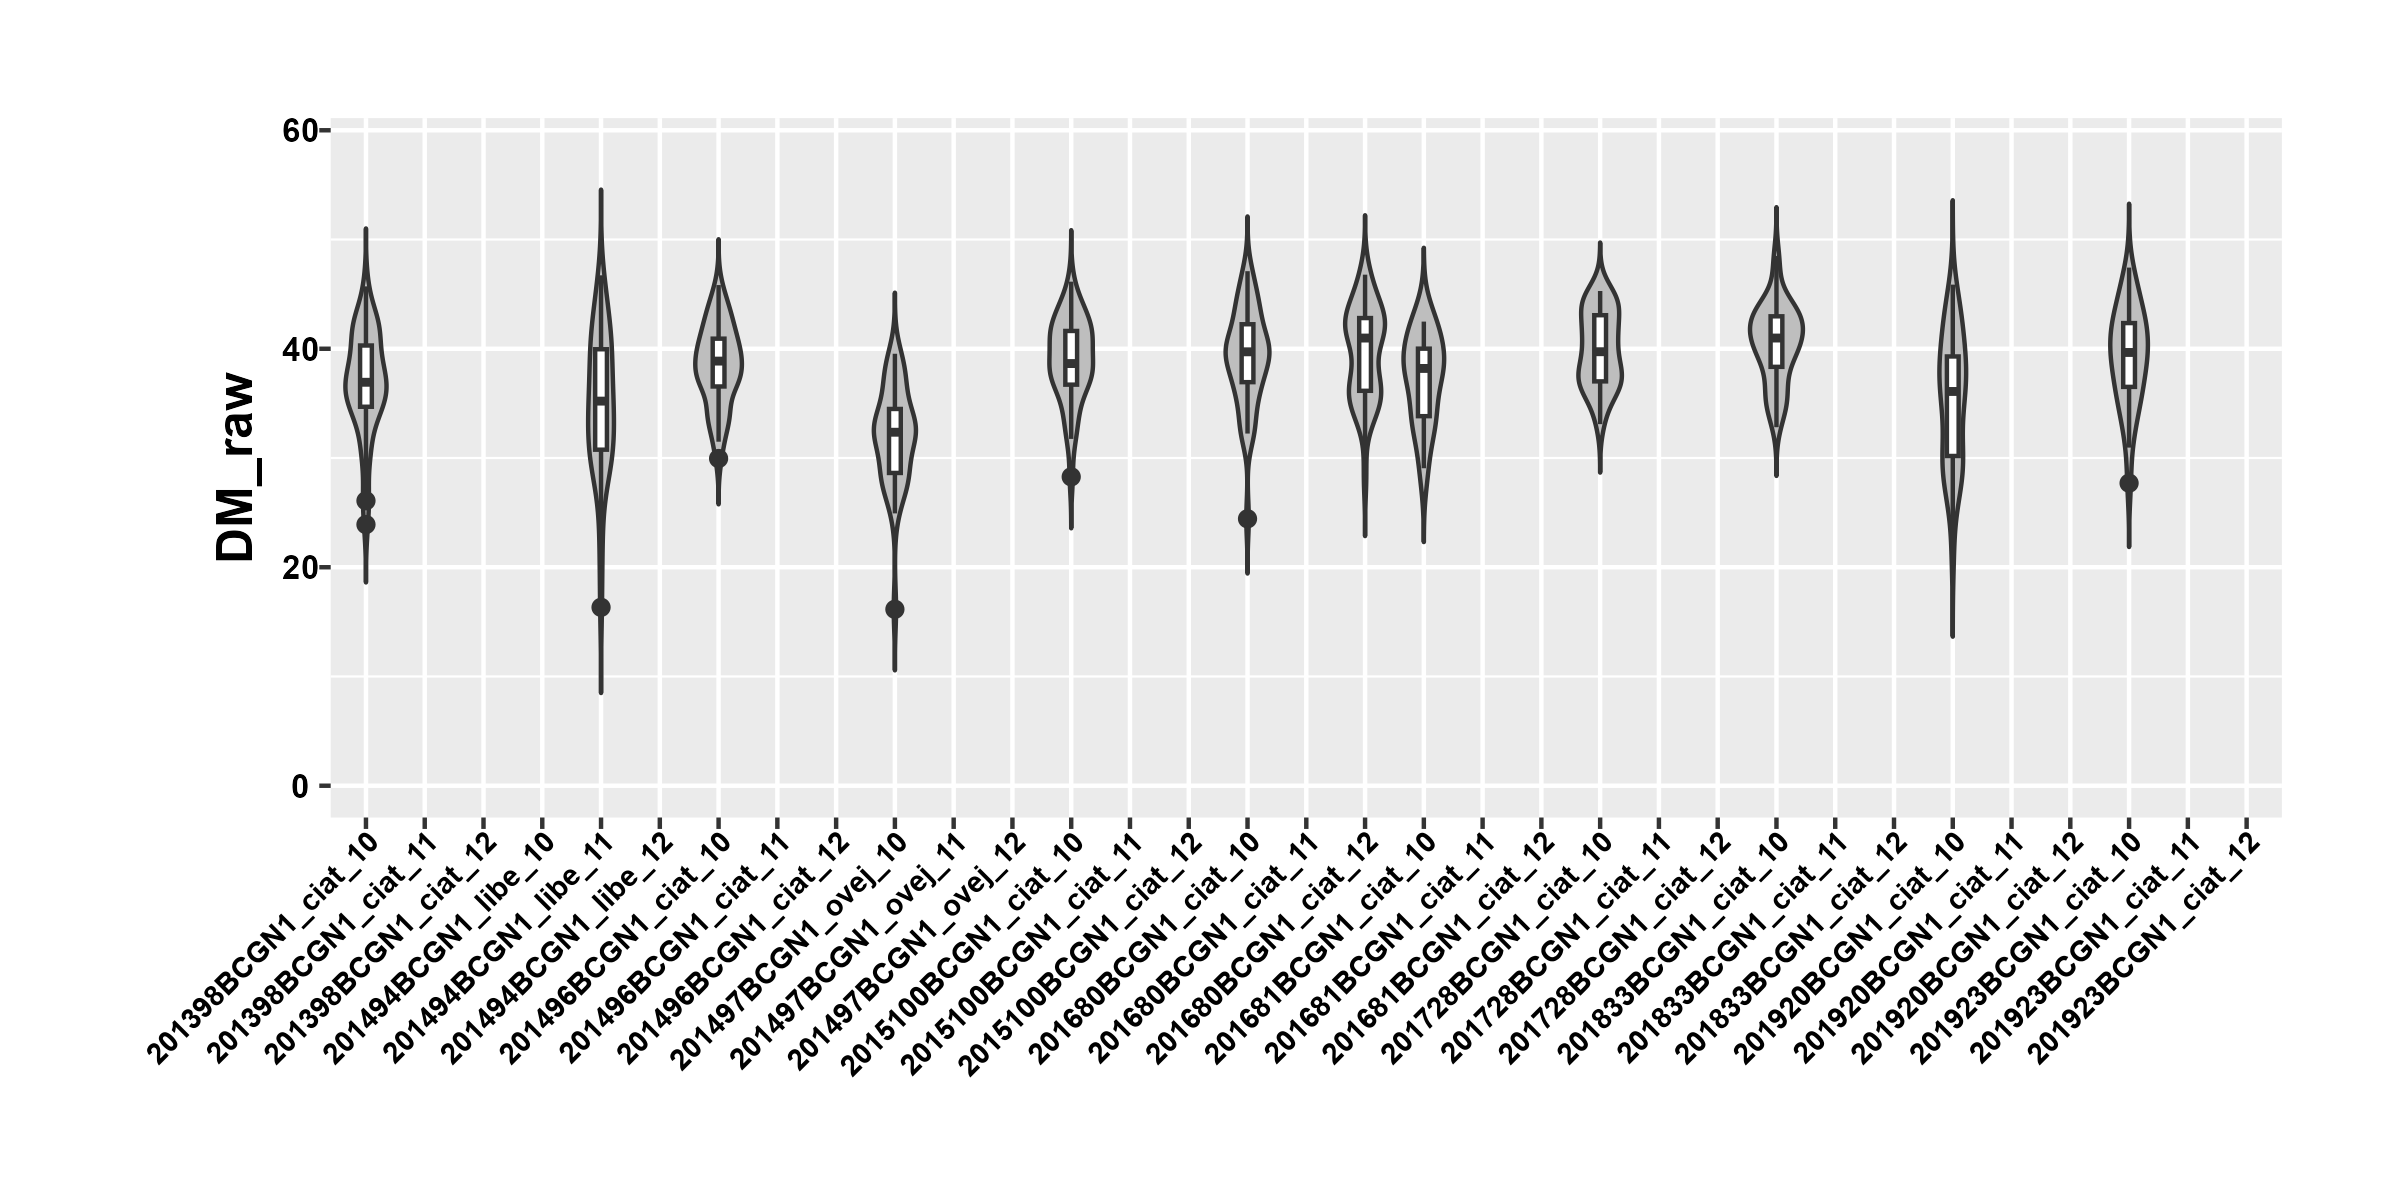 DM_raw
60
40
20
0
201398BCGN1_ciat_10
201398BCGN1_ciat_11
201398BCGN1_ciat_12
201494BCGN1_libe_10
201494BCGN1_libe_11
201494BCGN1_libe_12
201496BCGN1_ciat_10
201496BCGN1_ciat_11
201496BCGN1_ciat_12
201497BCGN1_ovej_10
201497BCGN1_ovej_11
201497BCGN1_ovej_12
2015100BCGN1_ciat_10
2015100BCGN1_ciat_11
2015100BCGN1_ciat_12
201680BCGN1_ciat_10
201680BCGN1_ciat_11
201680BCGN1_ciat_12
201681BCGN1_ciat_10
201681BCGN1_ciat_11
201681BCGN1_ciat_12
201728BCGN1_ciat_10
201728BCGN1_ciat_11
201728BCGN1_ciat_12
201833BCGN1_ciat_10
201833BCGN1_ciat_11
201833BCGN1_ciat_12
201920BCGN1_ciat_10
201920BCGN1_ciat_11
201920BCGN1_ciat_12
201923BCGN1_ciat_10
201923BCGN1_ciat_11
201923BCGN1_ciat_12